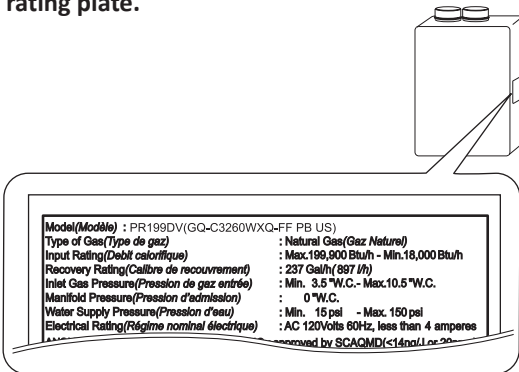 rating plate.
Model(Modèle) : PR199DV(GQ-C3260WXQ-FF PB US)
Type of Gas(Type de gaz) : Natural Gas(Gaz Naturel)
Input Rating(Debit calorifique) : Max.199,900 Btu/h - Min.18,000 Btu/h
Recovery Rating(Calibre de recouvrement) : 237 Gal/h( 897 l/h)
Inlet Gas Pressure(Pression de gaz entrée) : Min. 3.5 "W.C.- Max.10.5 "W.C.
Manifold Pressure(Pression d'admission) : 0 "W.C.
Water Supply Pressure(Pression d'eau) : Min. 15 psi - Max. 150 psi
Electrical Rating(Régime nominal électrique) : AC 120Volts 60Hz, less than 4 amperes
approved by SCAQMD(<14ng/J or